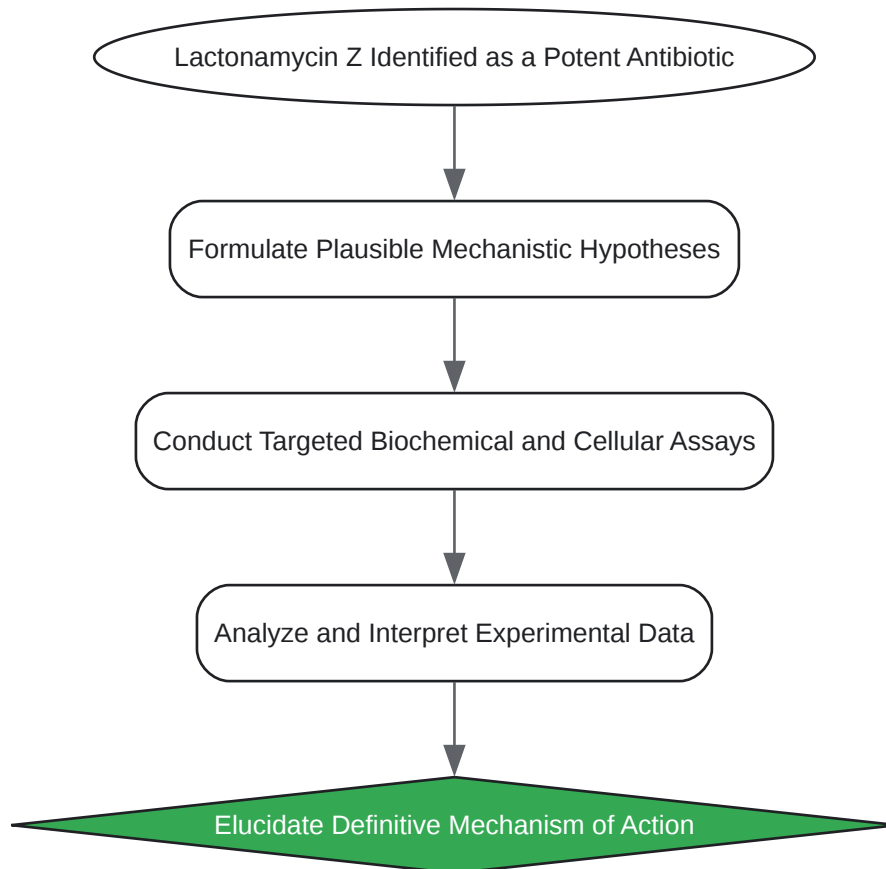 Lactonamycin Z Identified as a Potent Antibiotic
Formulate Plausible Mechanistic Hypotheses
Conduct Targeted Biochemical and Cellular Assays
Analyze and Interpret Experimental Data
Elucidate Definitive Mechanism of Action